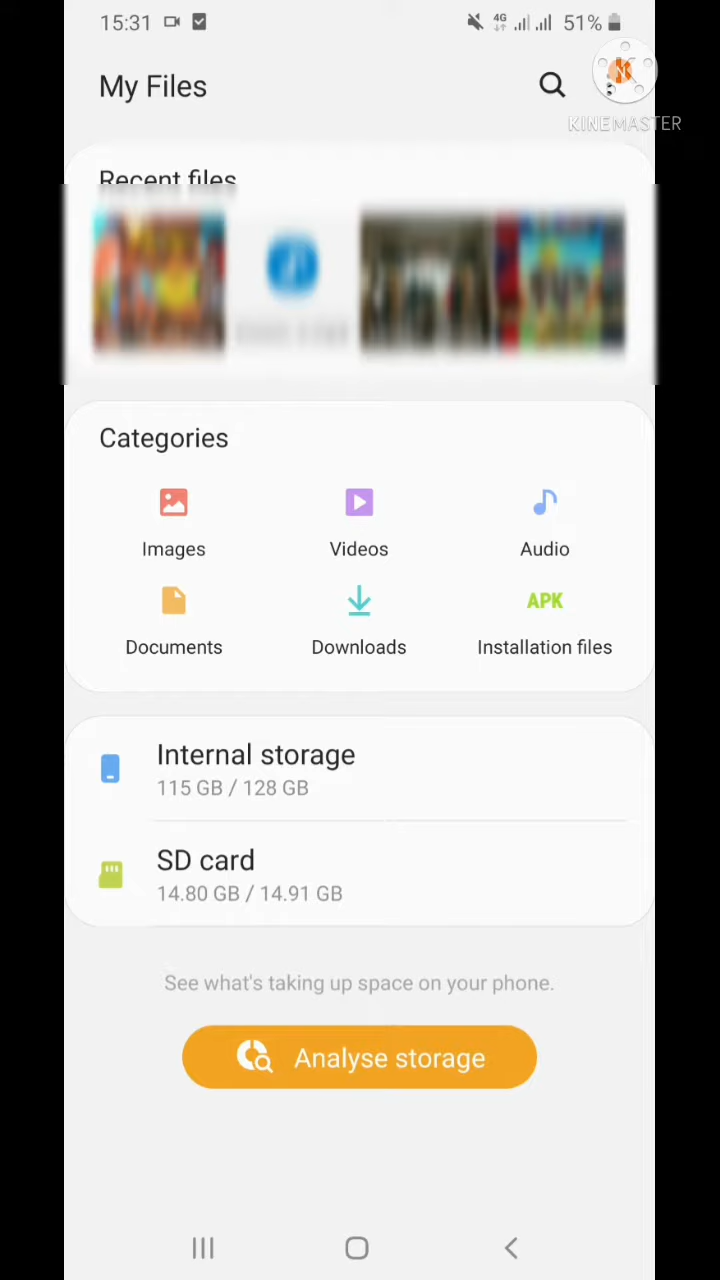 15:31 4G 51%
My Files
KINEMASTER
Recent files
Categories
Images Videos Audio
APK
Documents Downloads Installation files
Internal storage
115 GB / 128 GB
SD card
14.80 GB / 14.91 GB
See what's taking up space on your phone.
Analyse storage